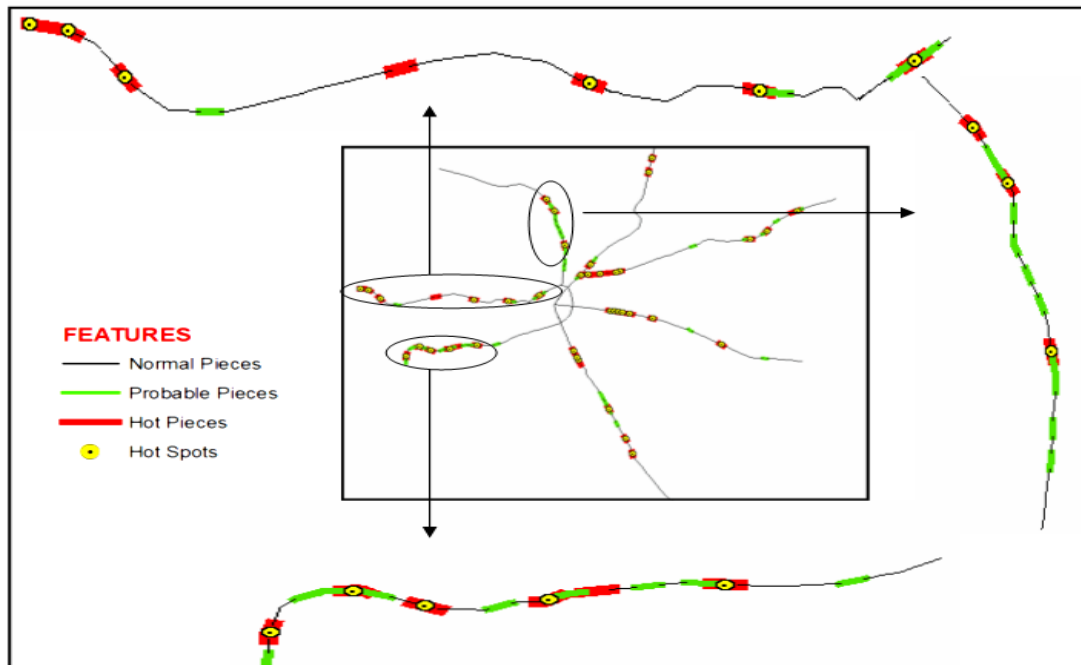 FEATURES
Normal Pieces
Probable Pieces
Hot Pieces
Hot Spots